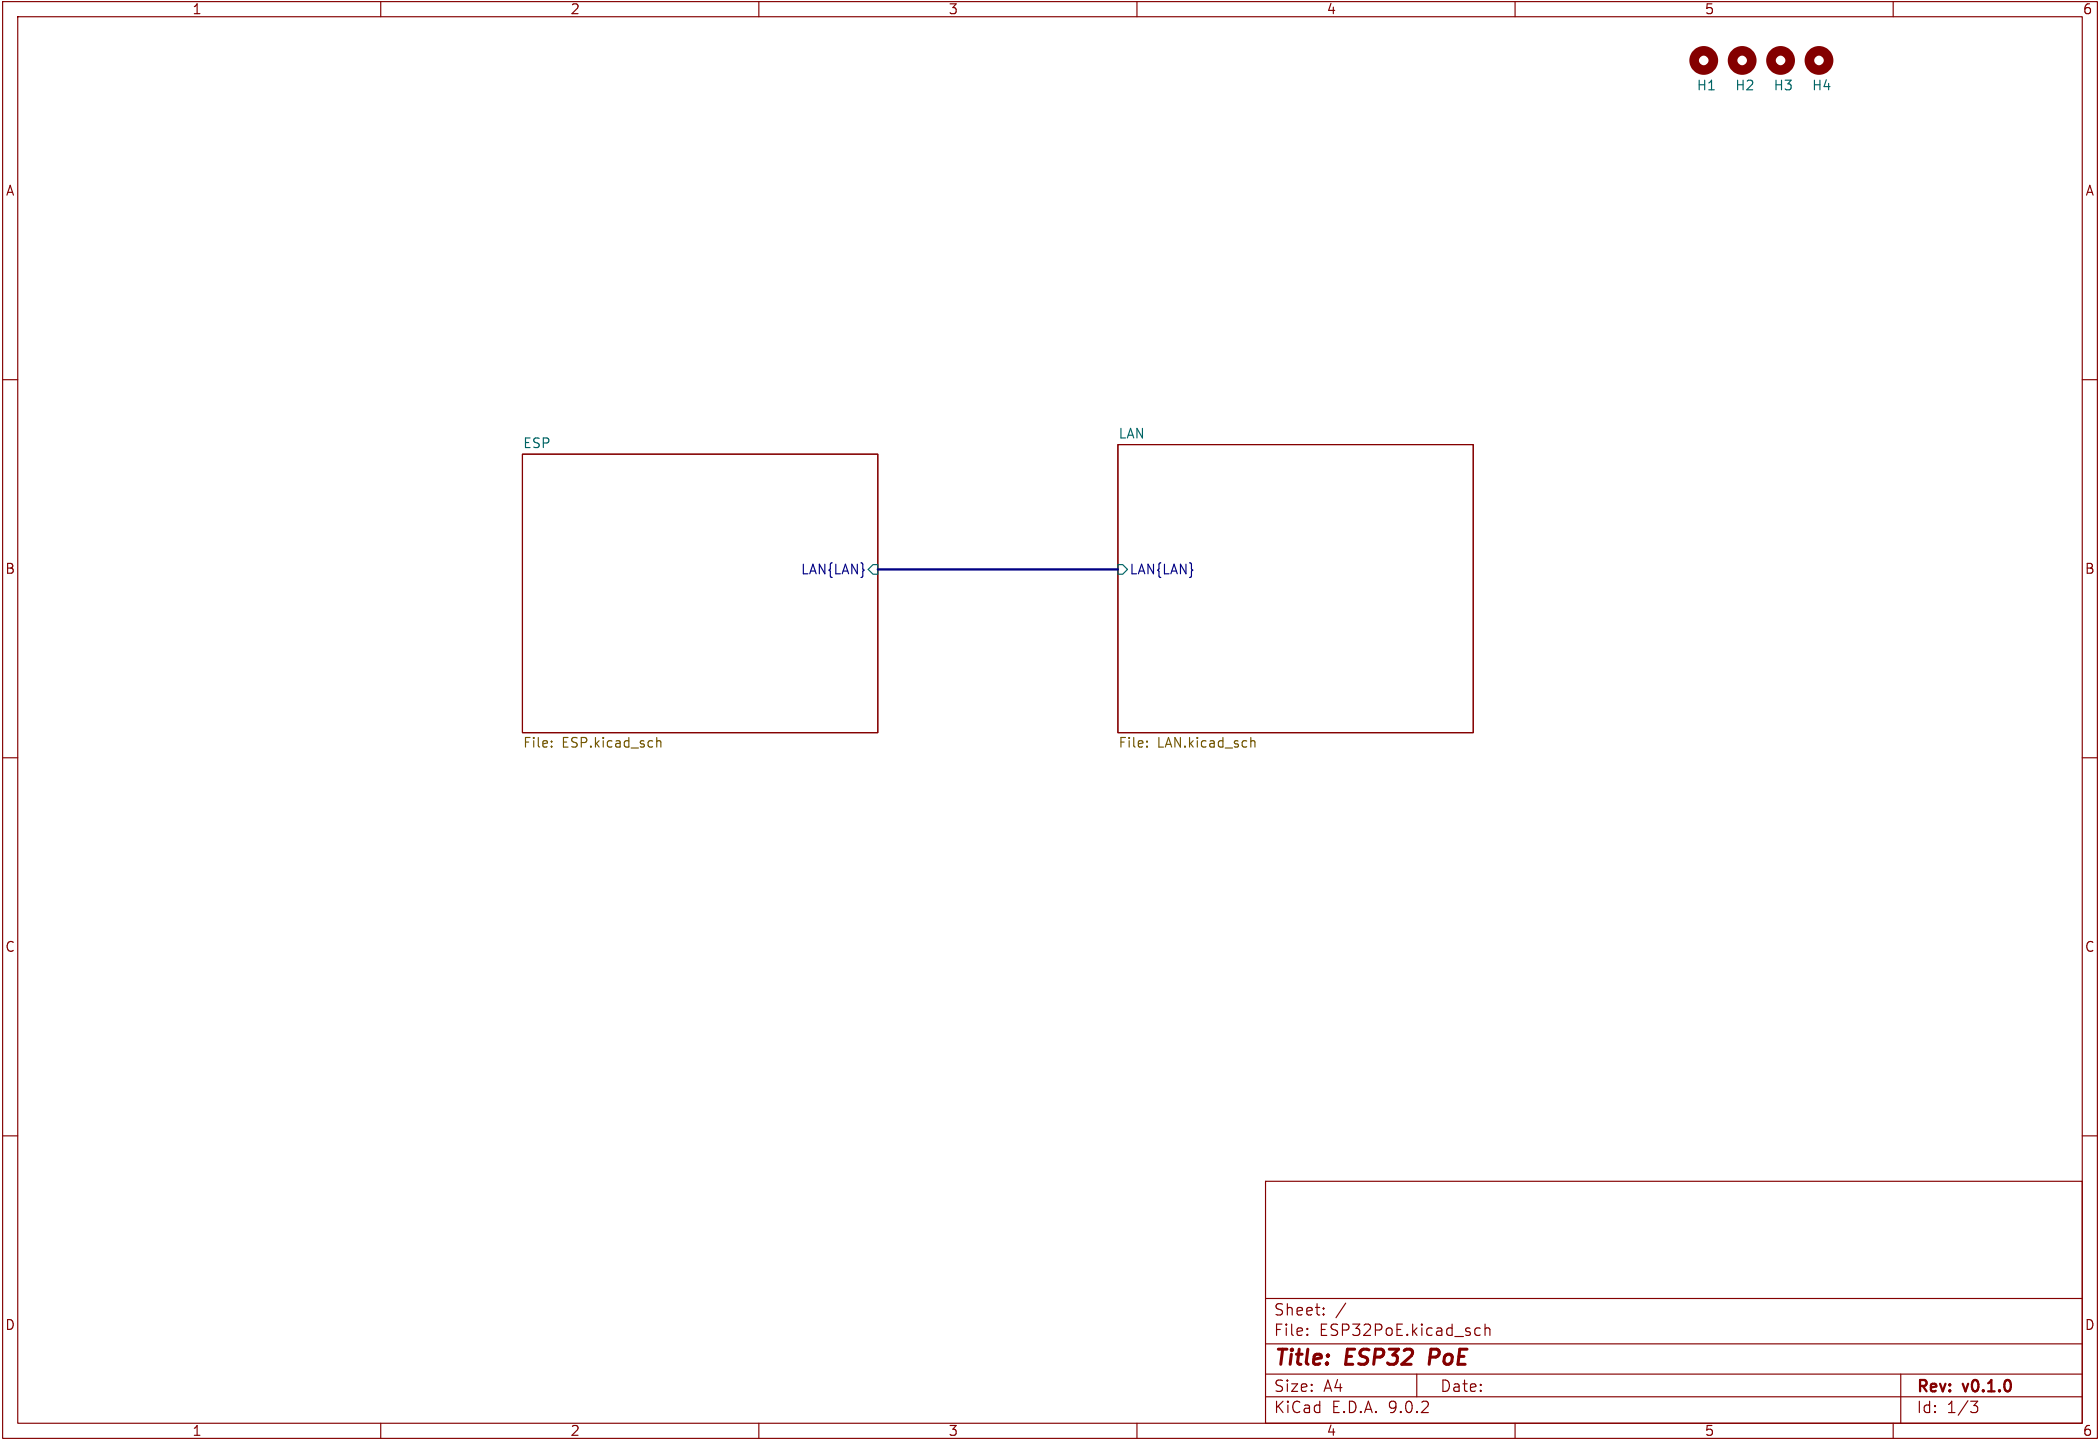 1 2 3 4 5 6
H1 H2 H3 H4
A A
ESP
LAN
LAN{LAN} LAN{LAN}
B B
File: ESP.kicad_sch
File: LAN.kicad_sch
C C
Sheet: /
File: ESP32PoE.kicad_sch
D D
Title: ESP32 PoE
Size: A4 Date: Rev: v0.1.0
KiCad E.D.A. 9.0.2 Id: 1/3
1 2 3 4 5 6